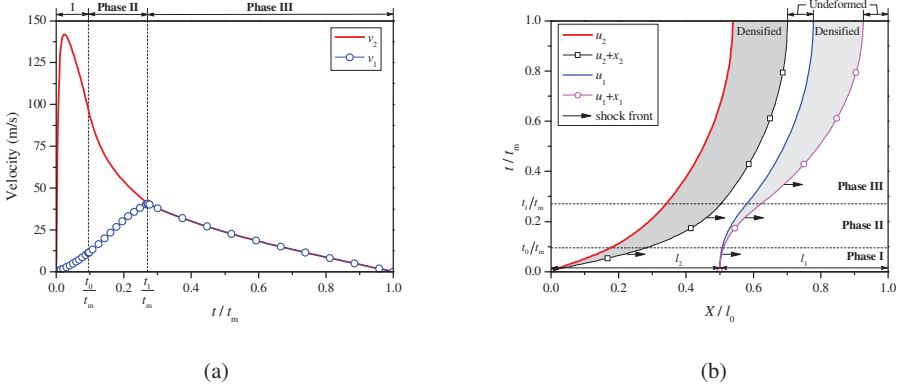 I Phase II Phase III
150
125
100
75
50
25
0
Velocity (m/s)
v₂
v₁
0.0 t₀/tₘ 0.2 t₁/tₘ 0.4 0.6 0.8 1.0
t / tₘ
(a)
Undeformed
1.0
0.8
0.6
0.4
0.2
0.0
t / tₘ
t₁/tₘ
t₀/tₘ
u₂
u₂+x₂
u₁
u₁+x₁
shock front
Densified Densified
Phase III
Phase II
Phase I
l₂ l₁
0.0 0.2 0.4 0.6 0.8 1.0
X / l₀
(b)